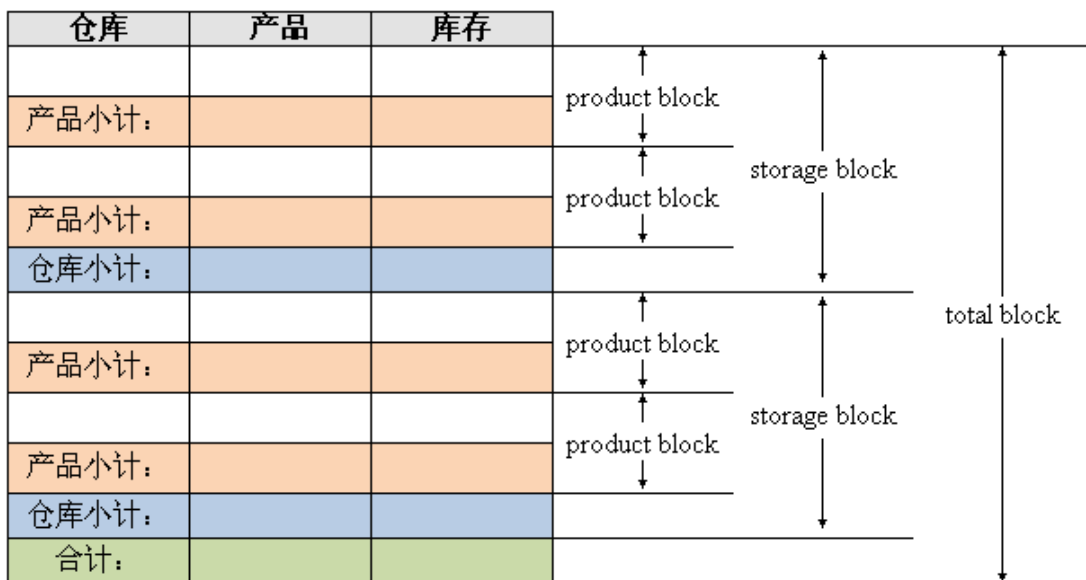 仓库 产品 库存
产品小计： product block
storage block
产品小计： product block
仓库小计：
产品小计： product block
total block
storage block
产品小计： product block
仓库小计：
合计：